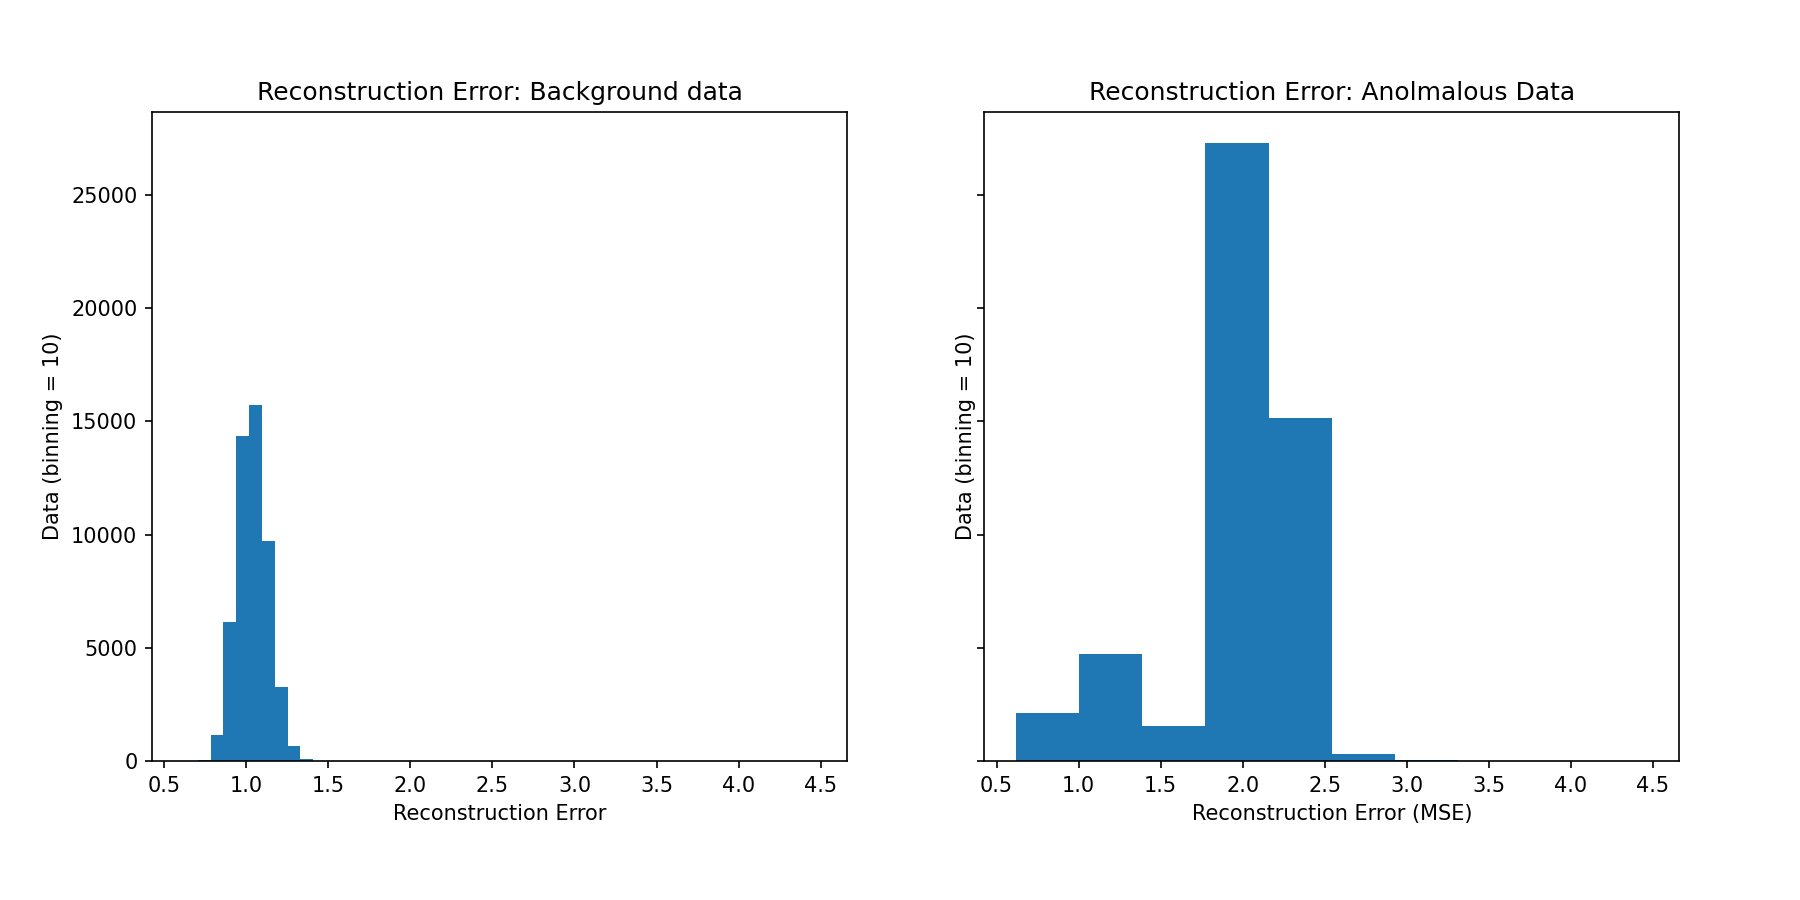 Reconstruction Error: Background data
25000
20000
15000
10000
5000
0
Data (binning = 10)
0.5 1.0 1.5 2.0 2.5 3.0 3.5 4.0 4.5
Reconstruction Error
Reconstruction Error: Anolmalous Data
Data (binning = 10)
0.5 1.0 1.5 2.0 2.5 3.0 3.5 4.0 4.5
Reconstruction Error (MSE)